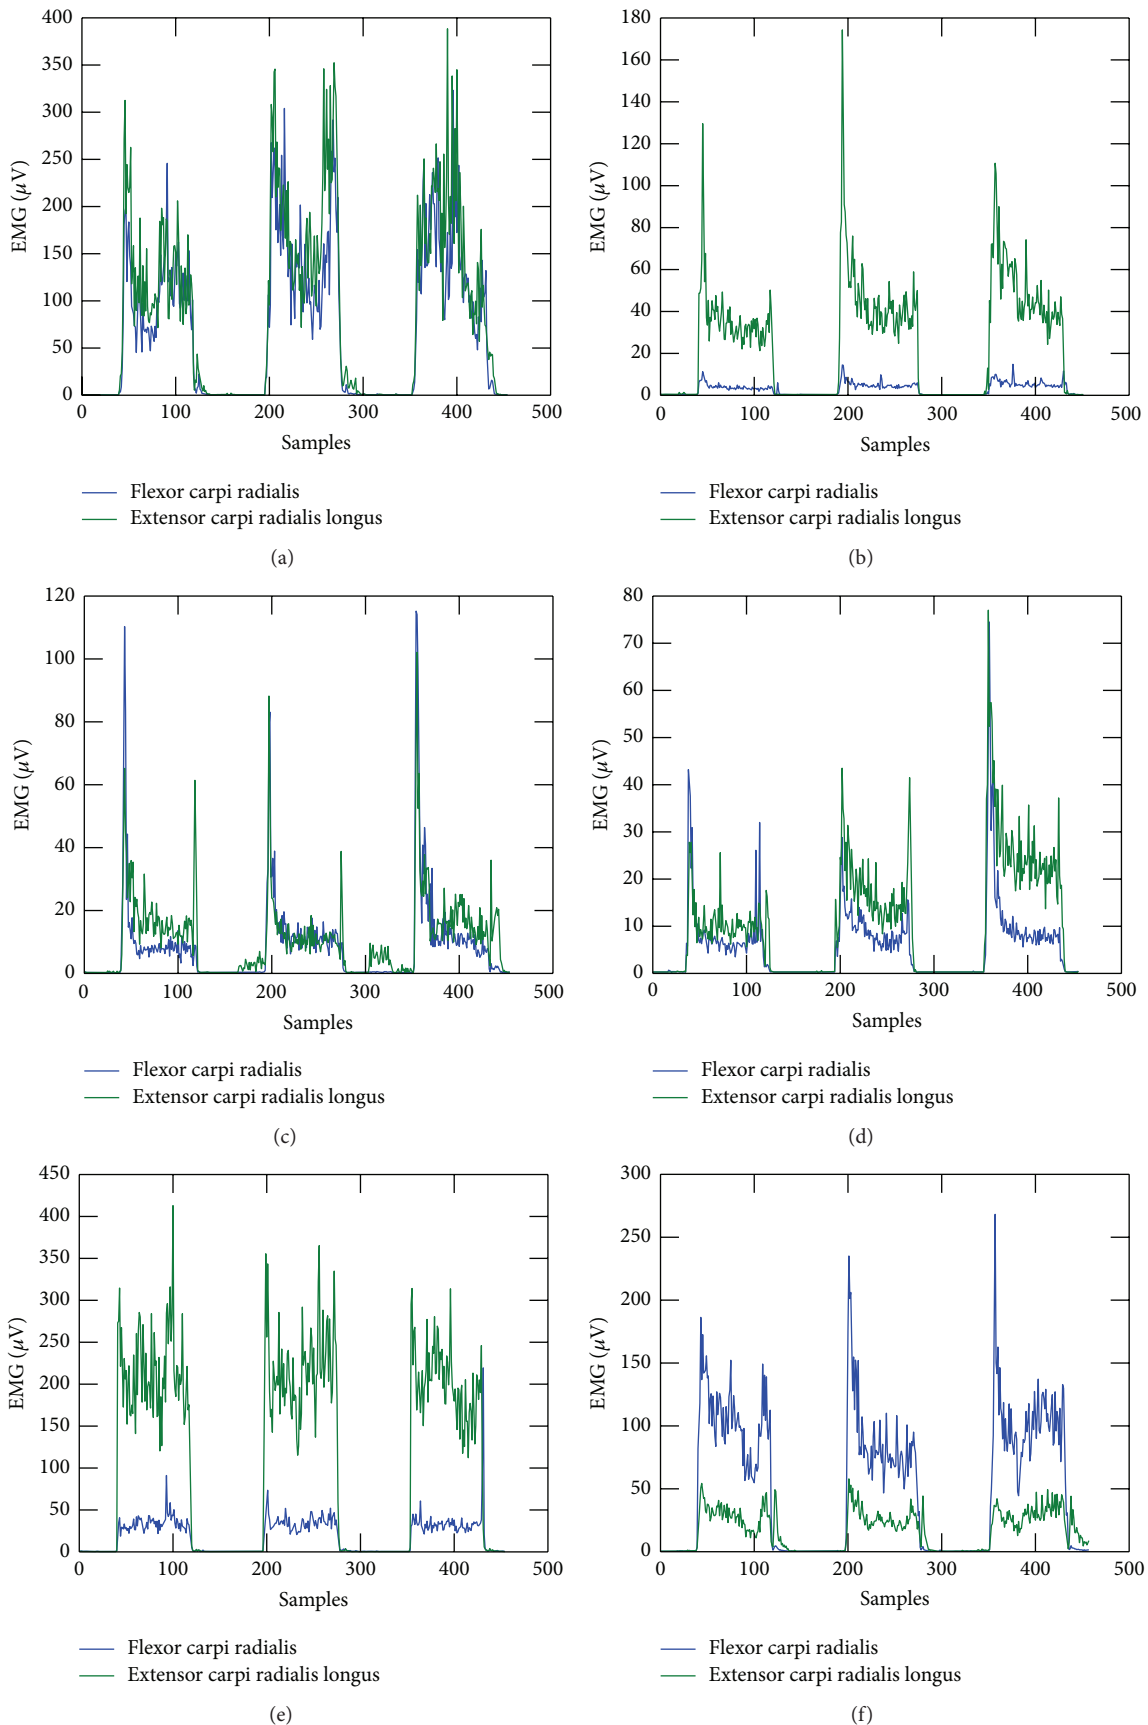 400
350
300
250
200
150
100
50
0
EMG (μV)
0 100 200 300 400 500
Samples
Flexor carpi radialis
Extensor carpi radialis longus
(a)
180
160
140
120
100
80
60
40
20
0
EMG (μV)
0 100 200 300 400 500
Samples
Flexor carpi radialis
Extensor carpi radialis longus
(b)
120
100
80
60
40
20
0
EMG (μV)
0 100 200 300 400 500
Samples
Flexor carpi radialis
Extensor carpi radialis longus
(c)
80
70
60
50
40
30
20
10
0
EMG (μV)
0 100 200 300 400 500
Samples
Flexor carpi radialis
Extensor carpi radialis longus
(d)
450
400
350
300
250
200
150
100
50
0
EMG (μV)
0 100 200 300 400 500
Samples
Flexor carpi radialis
Extensor carpi radialis longus
(e)
300
250
200
150
100
50
0
EMG (μV)
0 100 200 300 400 500
Samples
Flexor carpi radialis
Extensor carpi radialis longus
(f)